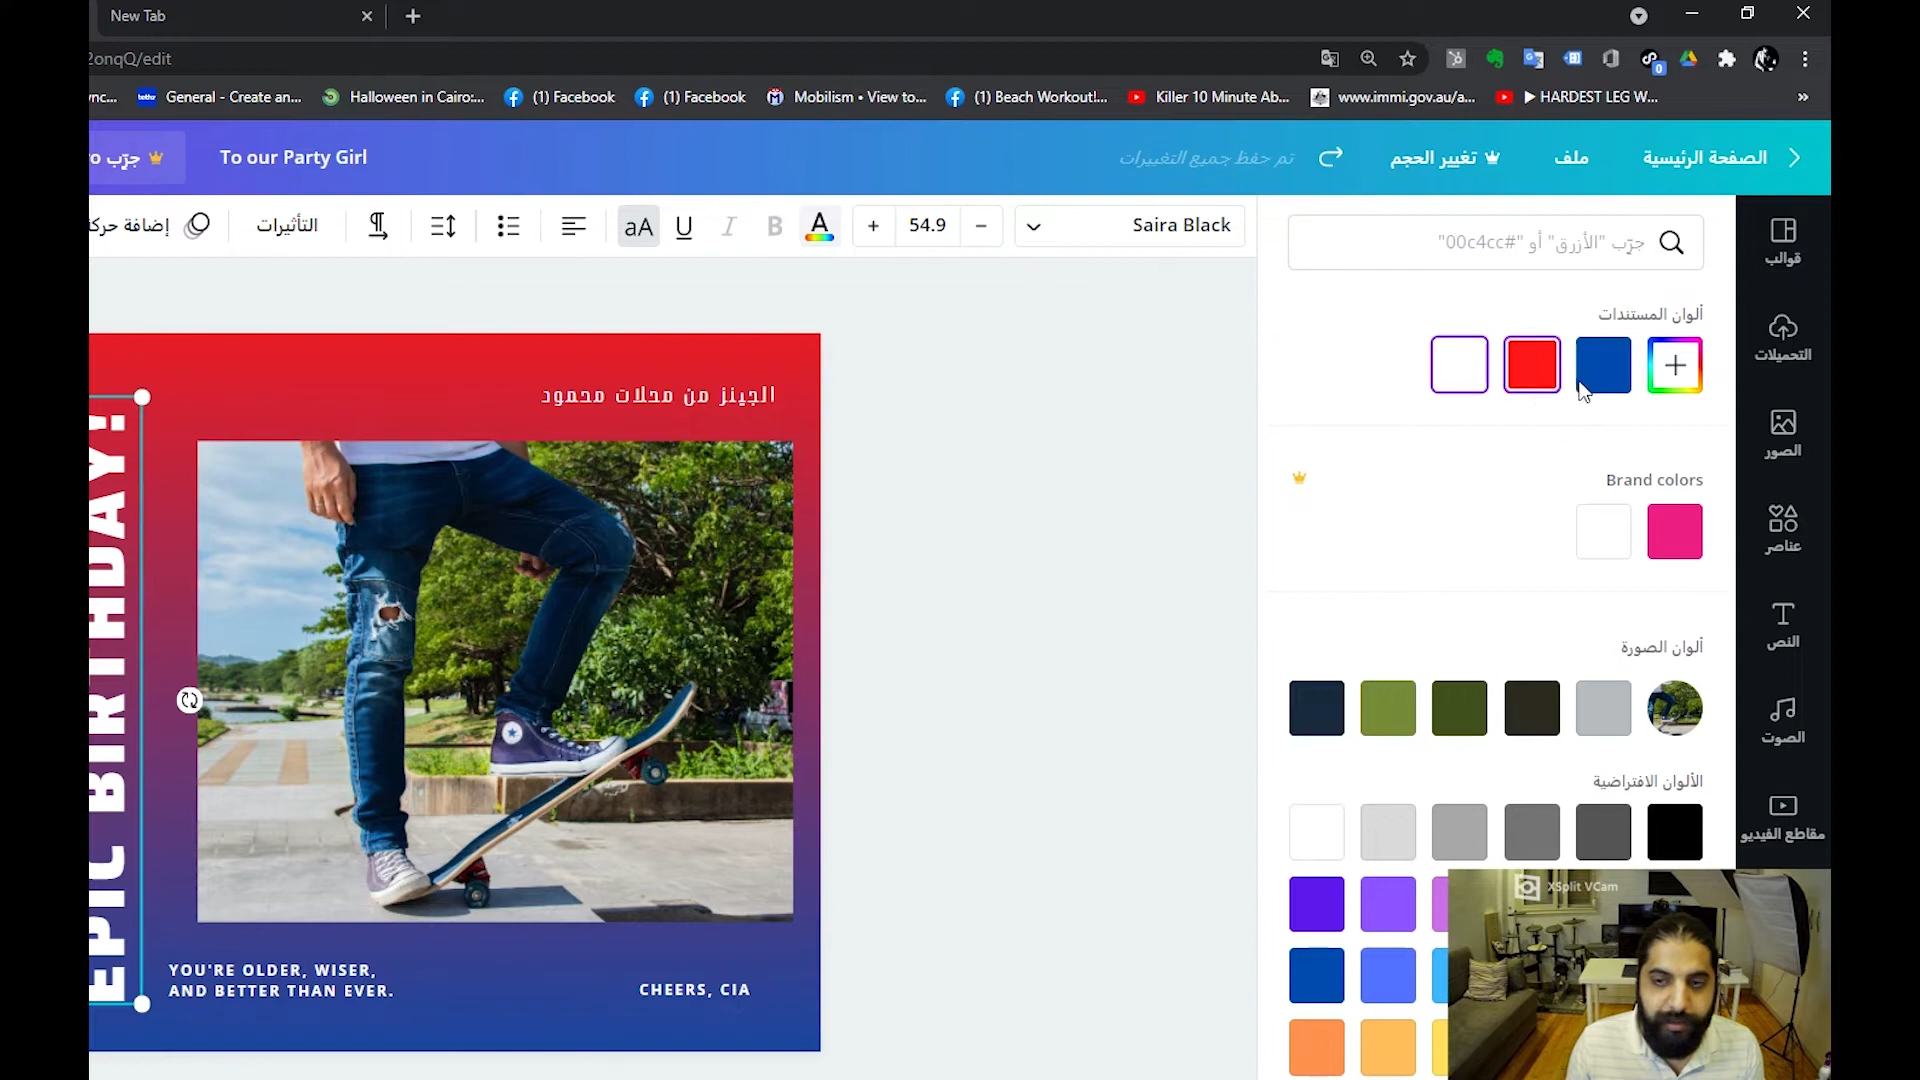 New Tab
2onqQ/edit
General - Create an...
Halloween in Cairo:...
(1) Facebook
(1) Facebook
Mobilism • View to...
(1) Beach Workout!...
Killer 10 Minute Ab...
www.immi.gov.au/a...
▶ HARDEST LEG W...
الصفحة الرئيسية
ملف
تغيير الحجم
تم حفظ جميع التغييرات
To our Party Girl
جرّب
Saira Black
54.9
التأثيرات
إضافة حركة
جرّب "الأزرق" أو "#00c4cc"
ألوان المستندات
Brand colors
ألوان الصورة
الألوان الافتراضية
قوالب
التحميلات
الصور
عناصر
النص
الصوت
مقاطع الفيديو
الجينز من محلات محمود
EPIC BIRTHDAY!
YOU'RE OLDER, WISER,
AND BETTER THAN EVER.
CHEERS, CIA
XSplit VCam